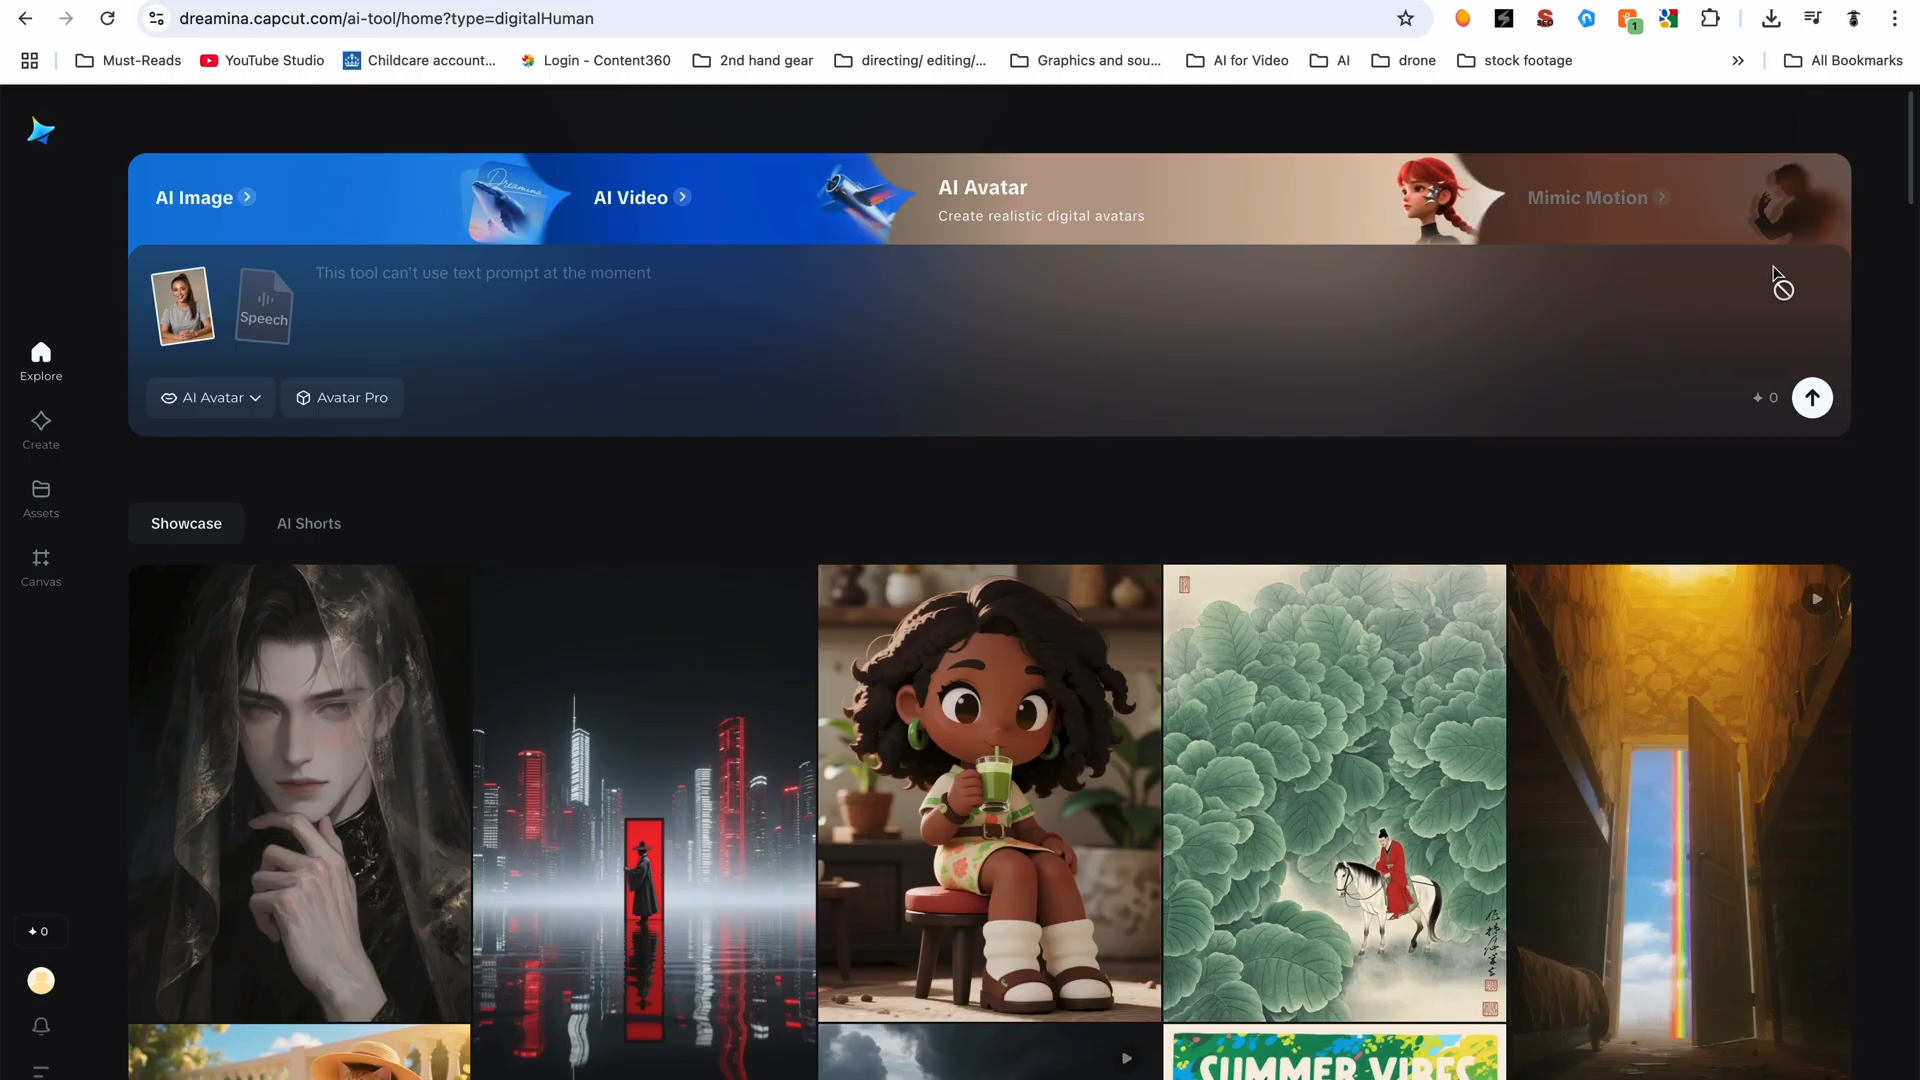 dreamina.capcut.com/ai-tool/home?type=digitalHuman
1
Must-Reads
YouTube Studio
Childcare account...
Login - Content360
2nd hand gear
directing/ editing/...
Graphics and sou...
AI for Video
AI
drone
stock footage
All Bookmarks
AI Image
Dreamina
AI Video
AI Avatar
Create realistic digital avatars
Mimic Motion
Speech
This tool can't use text prompt at the moment
AI Avatar
Avatar Pro
0
Explore
Create
Assets
Canvas
Showcase
AI Shorts
0
SUMMER VIBES